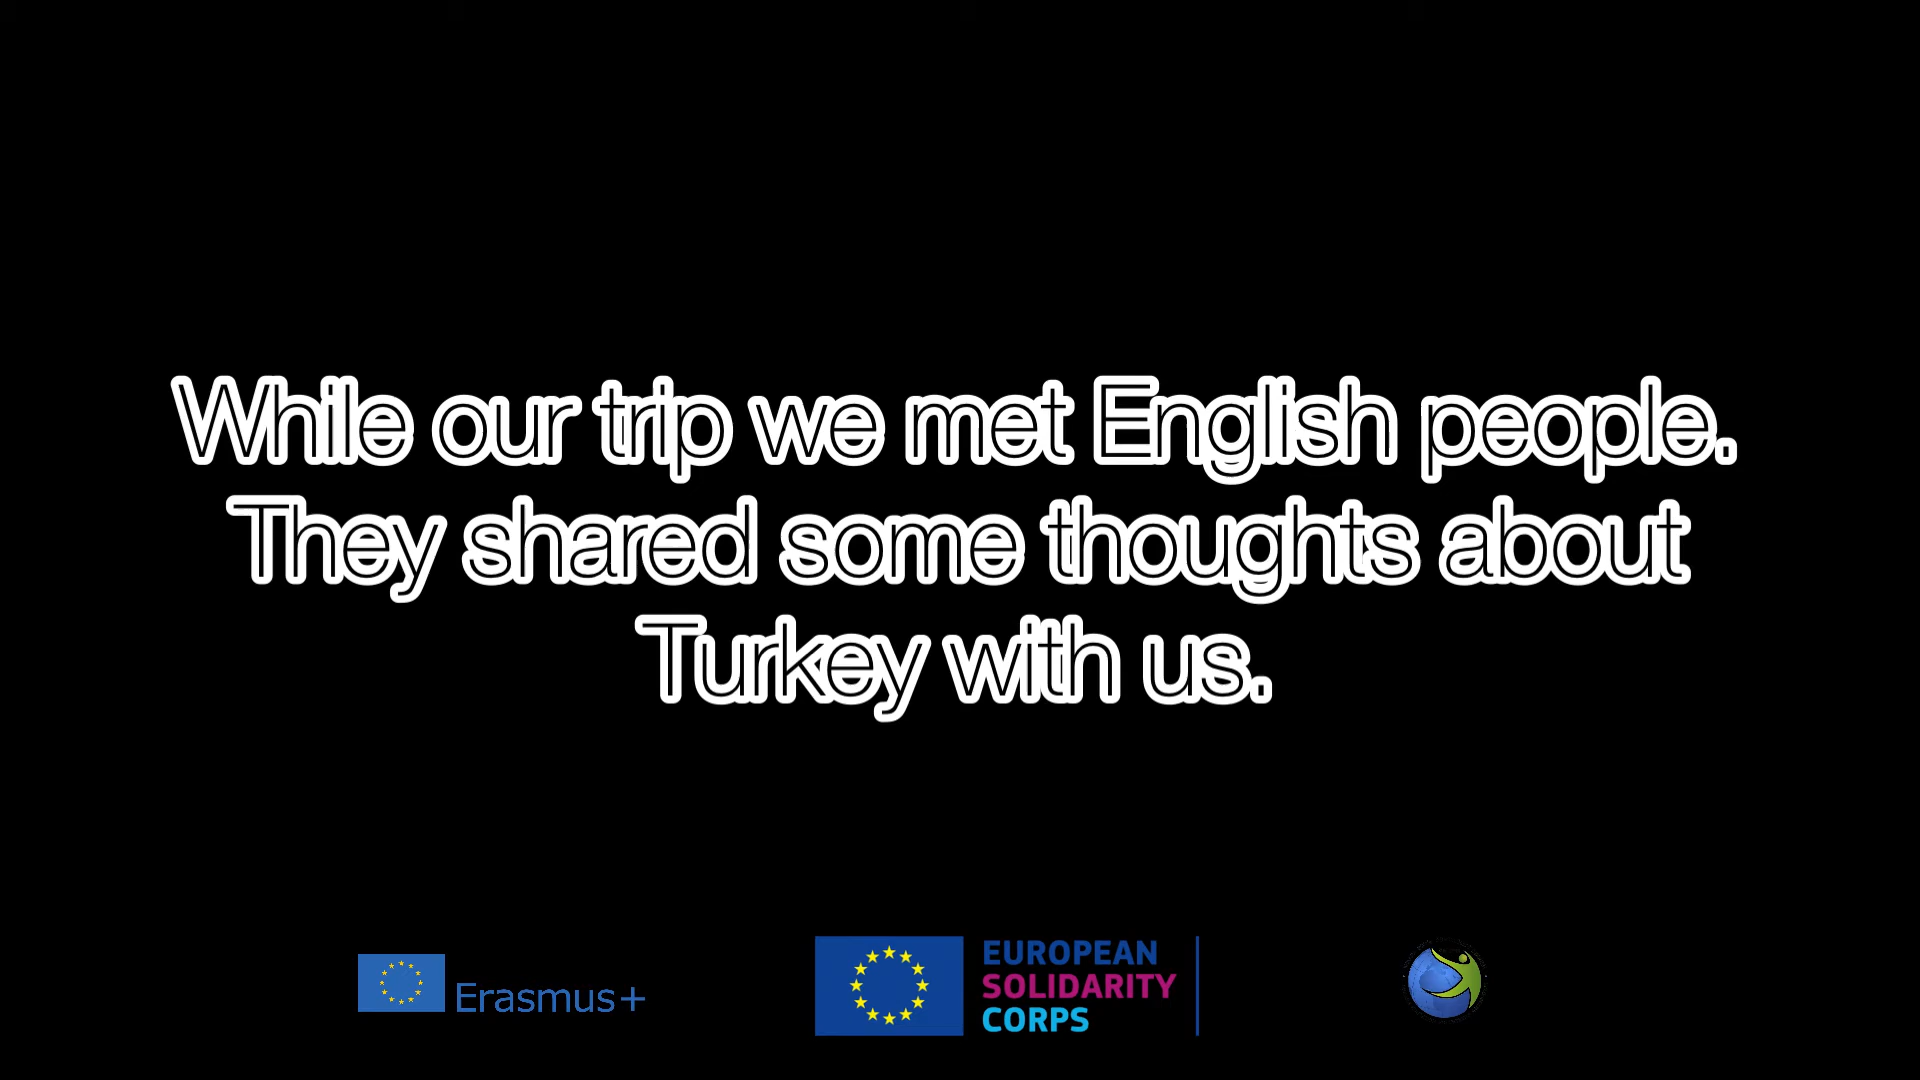 While our trip we met English people.
They shared some thoughts about
Turkey with us.
Erasmus+
EUROPEAN
SOLIDARITY
CORPS